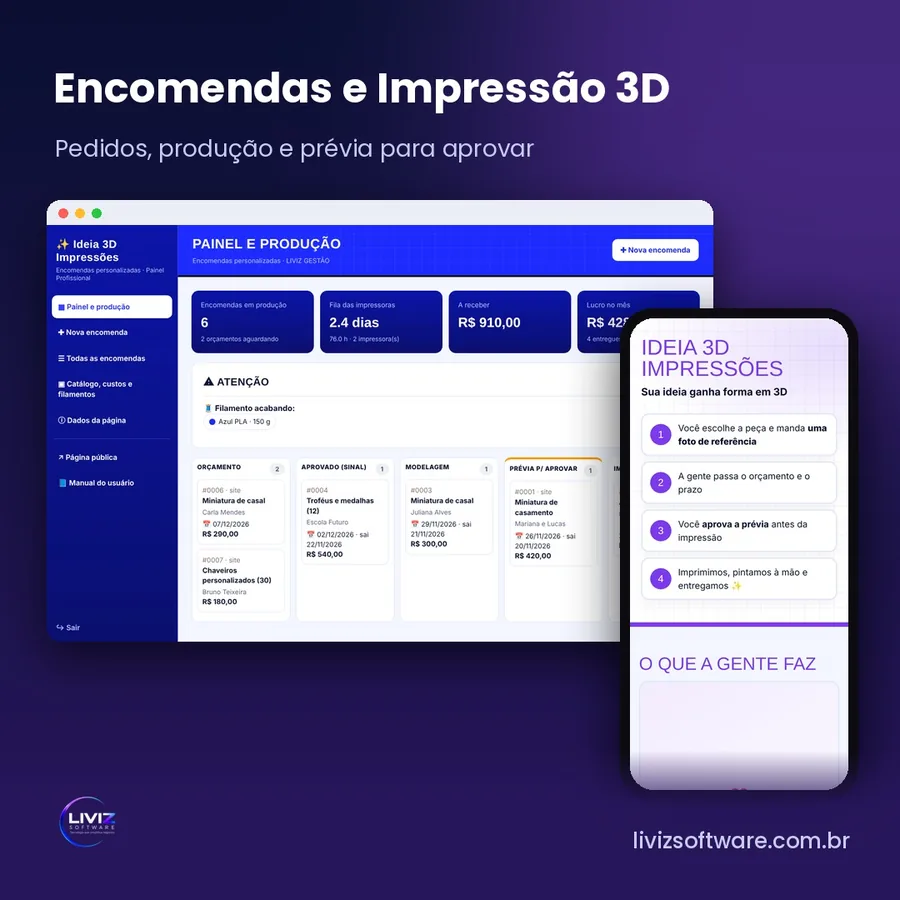 Encomendas e Impressão 3D
Pedidos, produção e prévia para aprovar
✨ Ideia 3D
Impressões
Encomendas personalizadas · Painel
Profissional
Painel e produção
Nova encomenda
Todas as encomendas
Catálogo, custos e
filamentos
Dados da página
Página pública
Manual do usuário
Sair
PAINEL E PRODUÇÃO
Encomendas personalizadas · LIVIZ GESTÃO
Nova encomenda
Encomendas em produção
6
2 orçamentos aguardando
Fila das impressoras
2.4 dias
76.0 h · 2 impressora(s)
A receber
R$ 910,00
Lucro no mês
R$ 428
4 entregue
⚠ ATENÇÃO
Filamento acabando:
Azul PLA · 150 g
ORÇAMENTO 2
#0006 · site
Miniatura de casal
Carla Mendes
07/12/2026
R$ 290,00
#0007 · site
Chaveiros
personalizados (30)
Bruno Teixeira
R$ 180,00
APROVADO (SINAL) 1
#0004
Troféus e medalhas
(12)
Escola Futuro
02/12/2026 · sai
22/11/2026
R$ 540,00
MODELAGEM 1
#0003
Miniatura de casal
Juliana Alves
29/11/2026 · sai
21/11/2026
R$ 300,00
PRÉVIA P/ APROVAR 1
#0001 · site
Miniatura de
casamento
Mariana e Lucas
26/11/2026 · sai
20/11/2026
R$ 420,00
IDEIA 3D
IMPRESSÕES
Sua ideia ganha forma em 3D
1 Você escolhe a peça e manda uma
foto de referência
2 A gente passa o orçamento e o
prazo
3 Você aprova a prévia antes da
impressão
4 Imprimimos, pintamos à mão e
entregamos ✨
O QUE A GENTE FAZ
LIVIZ
SOFTWARE
livizsoftware.com.br